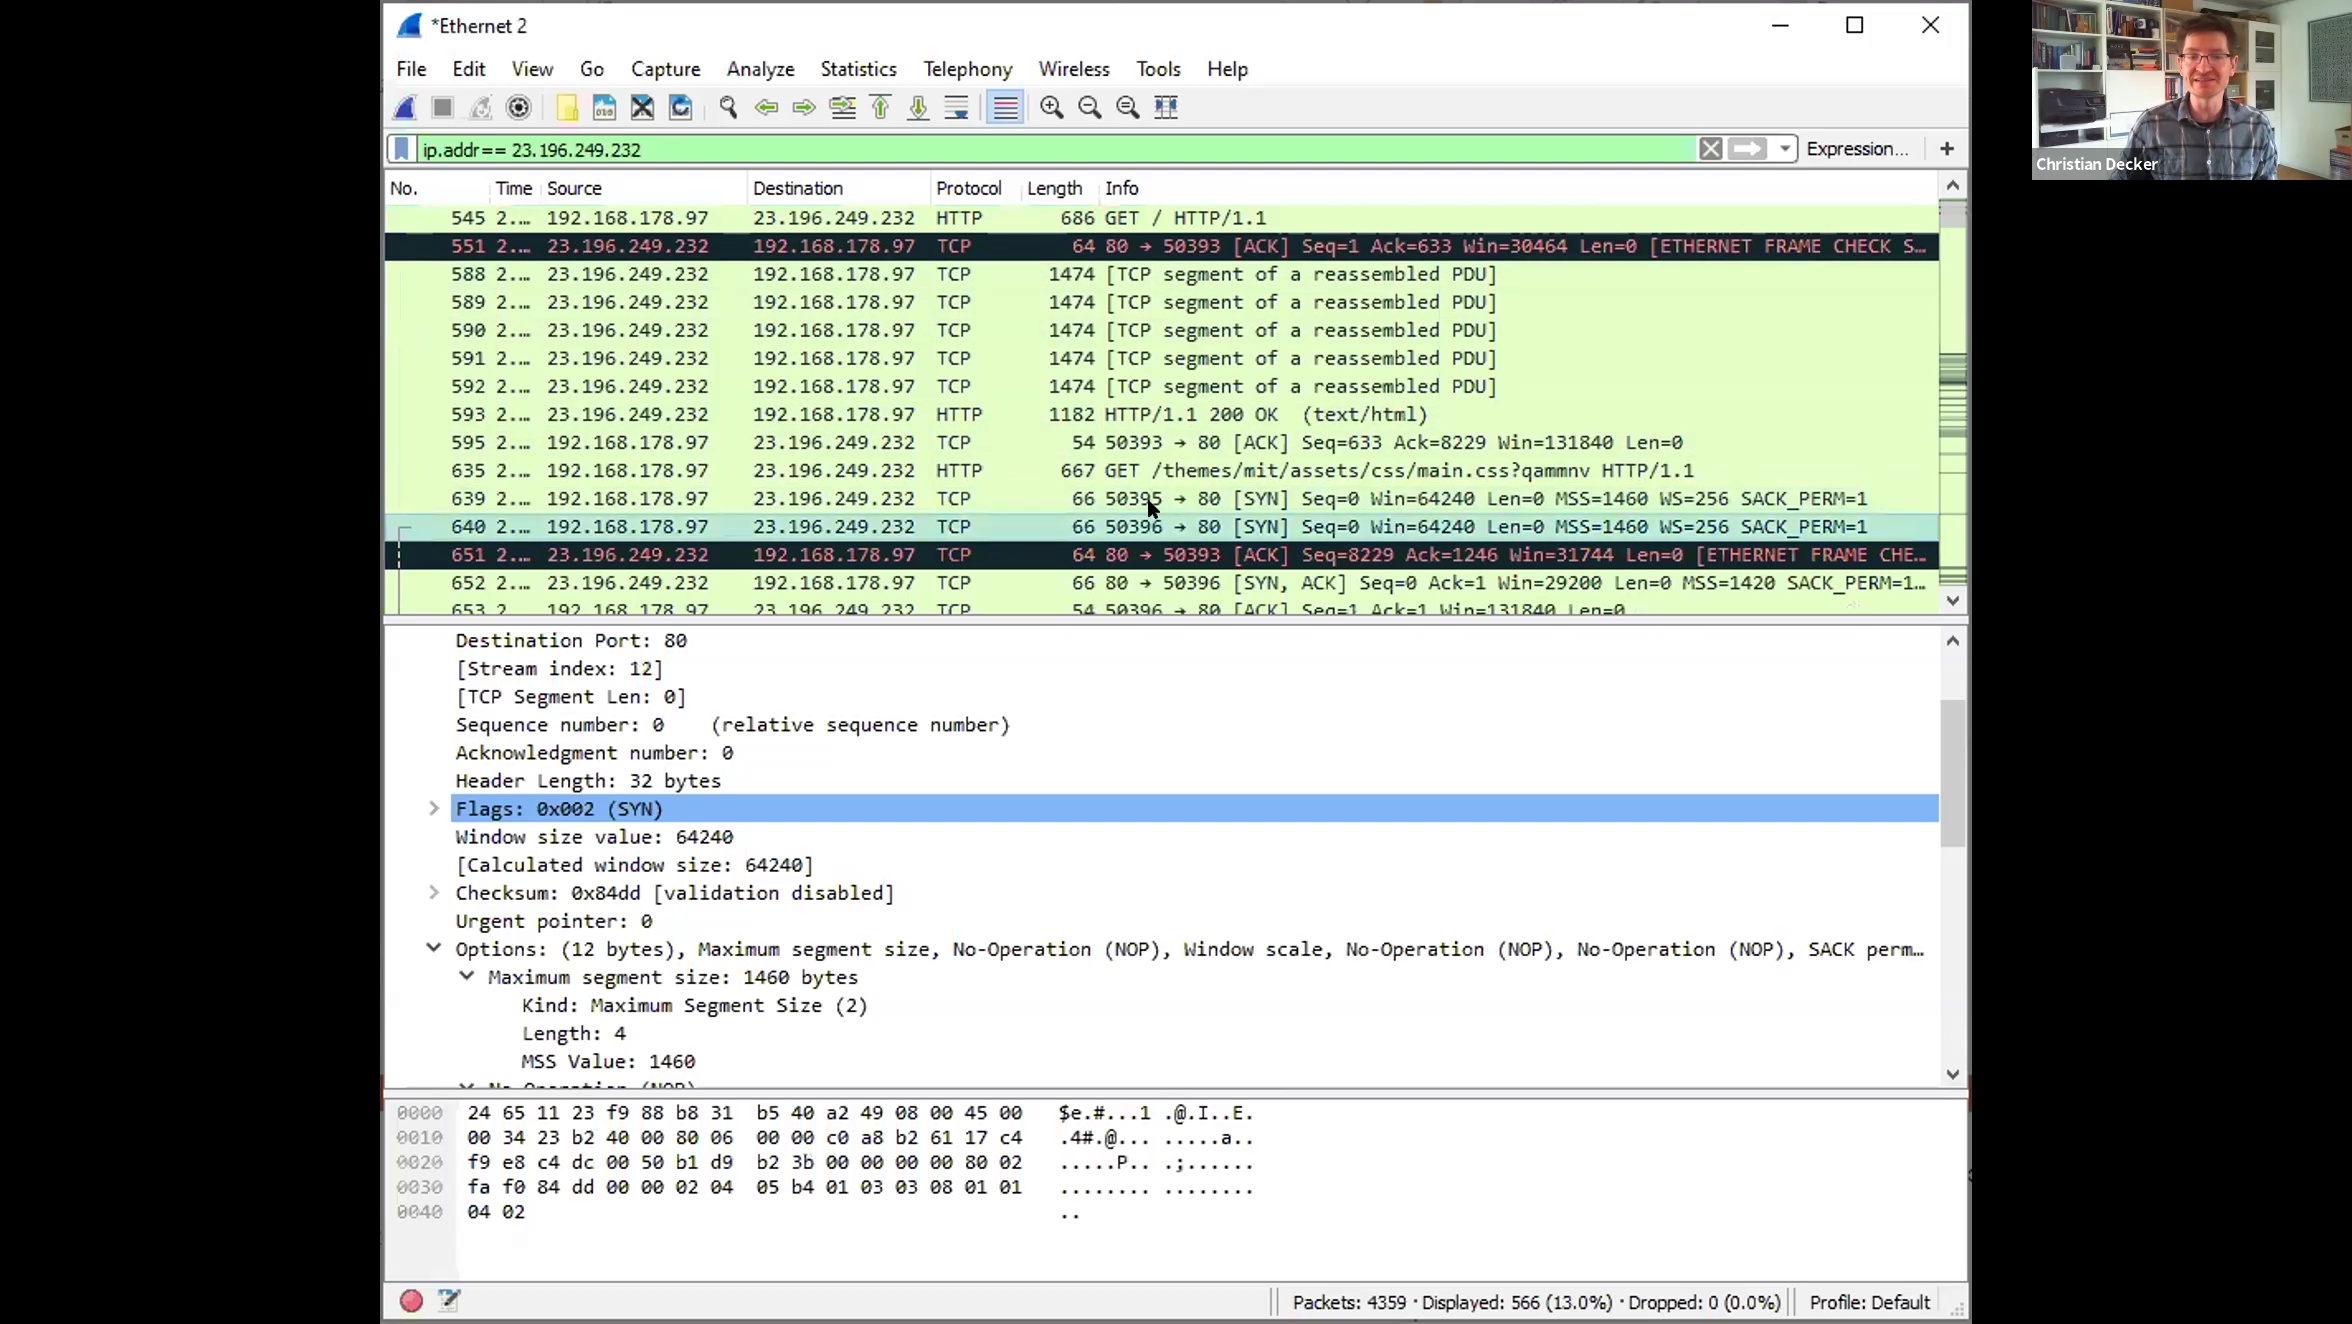 *Ethernet 2
File Edit View Go Capture Analyze Statistics Telephony Wireless Tools Help
ip.addr== 23.196.249.232
Expression... +
No. Time Source Destination Protocol Length Info
545 2... 192.168.178.97 23.196.249.232 HTTP 686 GET / HTTP/1.1
551 2... 23.196.249.232 192.168.178.97 TCP 64 80 → 50393 [ACK] Seq=1 Ack=633 Win=30464 Len=0 [ETHERNET FRAME CHECK S...
588 2... 23.196.249.232 192.168.178.97 TCP 1474 [TCP segment of a reassembled PDU]
589 2... 23.196.249.232 192.168.178.97 TCP 1474 [TCP segment of a reassembled PDU]
590 2... 23.196.249.232 192.168.178.97 TCP 1474 [TCP segment of a reassembled PDU]
591 2... 23.196.249.232 192.168.178.97 TCP 1474 [TCP segment of a reassembled PDU]
592 2... 23.196.249.232 192.168.178.97 TCP 1474 [TCP segment of a reassembled PDU]
593 2... 23.196.249.232 192.168.178.97 HTTP 1182 HTTP/1.1 200 OK (text/html)
595 2... 192.168.178.97 23.196.249.232 TCP 54 50393 → 80 [ACK] Seq=633 Ack=8229 Win=131840 Len=0
635 2... 192.168.178.97 23.196.249.232 HTTP 667 GET /themes/mit/assets/css/main.css?qammnv HTTP/1.1
639 2... 192.168.178.97 23.196.249.232 TCP 66 50395 → 80 [SYN] Seq=0 Win=64240 Len=0 MSS=1460 WS=256 SACK_PERM=1
640 2... 192.168.178.97 23.196.249.232 TCP 66 50396 → 80 [SYN] Seq=0 Win=64240 Len=0 MSS=1460 WS=256 SACK_PERM=1
651 2... 23.196.249.232 192.168.178.97 TCP 64 80 → 50393 [ACK] Seq=8229 Ack=1246 Win=31744 Len=0 [ETHERNET FRAME CHE...
652 2... 23.196.249.232 192.168.178.97 TCP 66 80 → 50396 [SYN, ACK] Seq=0 Ack=1 Win=29200 Len=0 MSS=1420 SACK_PERM=1...
653 2 192 168 178 97 23 196 249 232 TCP 54 50396 → 80 [ACK] Seq=1 Ack=1 Win=131840 Len=0
Destination Port: 80
[Stream index: 12]
[TCP Segment Len: 0]
Sequence number: 0 (relative sequence number)
Acknowledgment number: 0
Header Length: 32 bytes
Flags: 0x002 (SYN)
Window size value: 64240
[Calculated window size: 64240]
Checksum: 0x84dd [validation disabled]
Urgent pointer: 0
Options: (12 bytes), Maximum segment size, No-Operation (NOP), Window scale, No-Operation (NOP), No-Operation (NOP), SACK perm...
Maximum segment size: 1460 bytes
Kind: Maximum Segment Size (2)
Length: 4
MSS Value: 1460
No-Operation (NOP)
0000 24 65 11 23 f9 88 b8 31 b5 40 a2 49 08 00 45 00 $e.#...1 .@.I..E.
0010 00 34 23 b2 40 00 80 06 00 00 c0 a8 b2 61 17 c4 .4#.@... .....a..
0020 f9 e8 c4 dc 00 50 b1 d9 b2 3b 00 00 00 00 80 02 .....P.. .;......
0030 fa f0 84 dd 00 00 02 04 05 b4 01 03 03 08 01 01 ........ ........
0040 04 02 ..
Packets: 4359 · Displayed: 566 (13.0%) · Dropped: 0 (0.0%) Profile: Default
Christian Decker